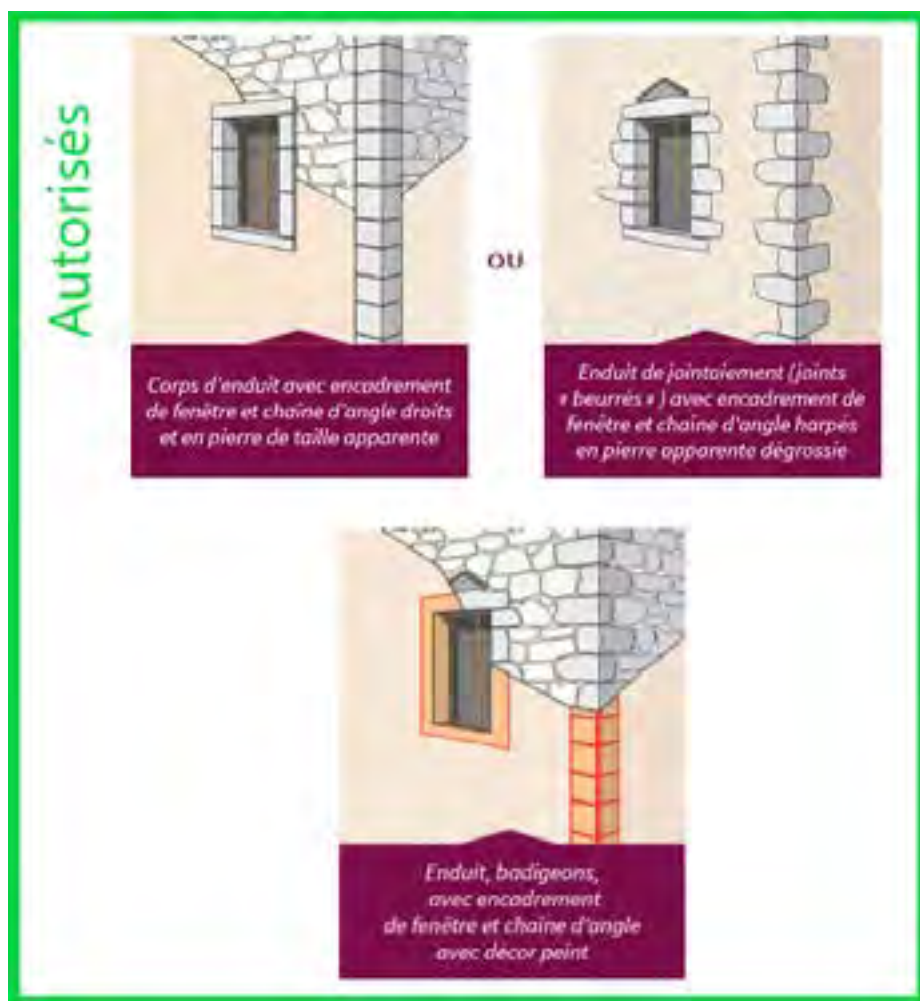 Autorisés
Corps d'enduit avec encadrement
de fenêtre et chaîne d'angle droits
et en pierre de taille apparente
OU
Enduit de jointoiement (joints
« beurrés ») avec encadrement de
fenêtre et chaîne d'angle harpés
en pierre apparente dégrossie
Enduit, badigeons,
avec encadrement
de fenêtre et chaîne d'angle
avec décor peint